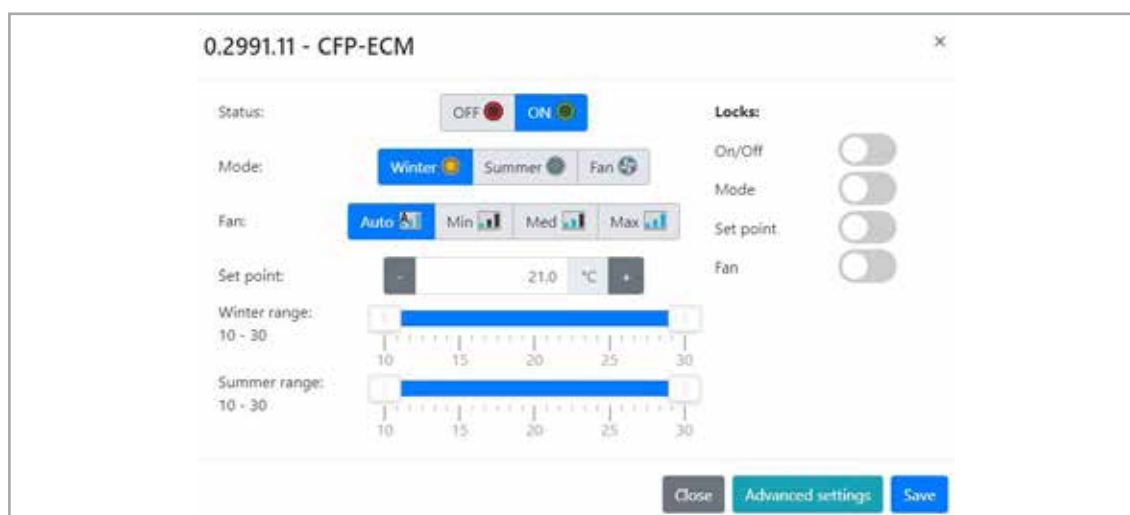 0.2991.11 - CFP-ECM ×
Status: OFF ON
Mode: Winter Summer Fan
Fan: Auto Min Med Max
Set point: - 21.0 °C +
Winter range:
10 - 30
10 15 20 25 30
Summer range:
10 - 30
10 15 20 25 30
Locks:
On/Off
Mode
Set point
Fan
Close Advanced settings Save